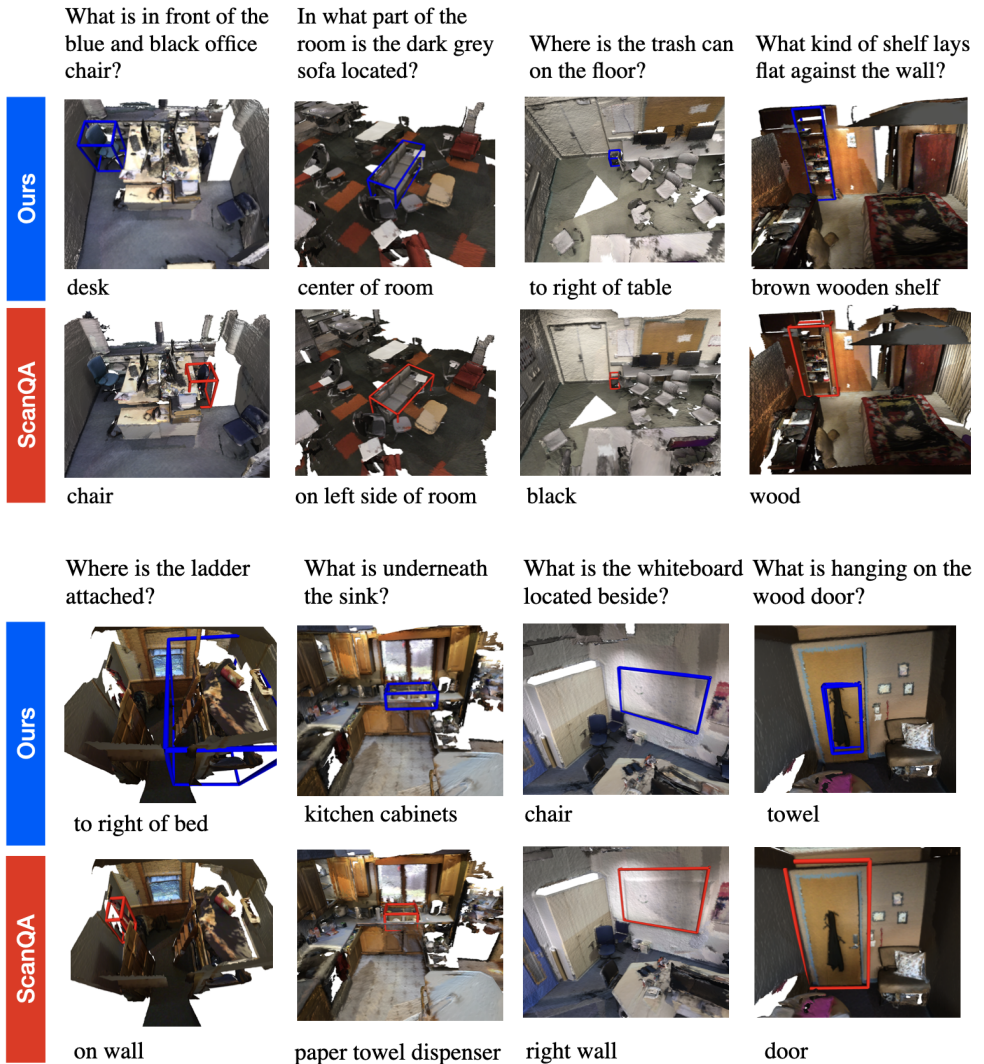 What is in front of the
blue and black office
chair?
In what part of the
room is the dark grey
sofa located?
Where is the trash can
on the floor?
What kind of shelf lays
flat against the wall?
Ours
desk
center of room
to right of table
brown wooden shelf
ScanQA
chair
on left side of room
black
wood
Where is the ladder
attached?
What is underneath
the sink?
What is the whiteboard
located beside?
What is hanging on the
wood door?
Ours
to right of bed
kitchen cabinets
chair
towel
ScanQA
on wall
paper towel dispenser
right wall
door